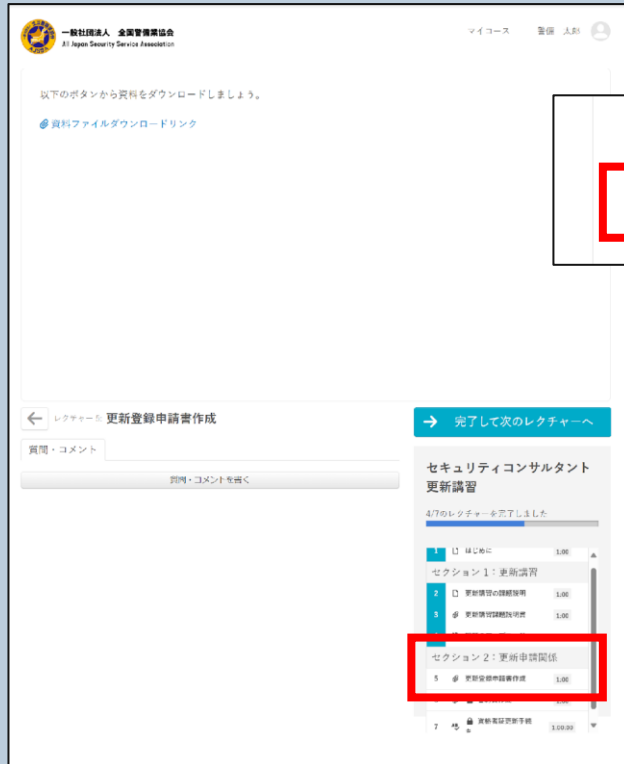 一般社団法人 全国警備業協会
All Japan Security Service Association
マイコース 警備 太郎
以下のボタンから資料をダウンロードしましょう。
資料ファイルダウンロードリンク
更新登録申請書作成
完了して次のレクチャーへ
質問・コメント
質問・コメントを書く
セキュリティコンサルタント
更新講習
4/7のレクチャーを完了しました
1 はじめに 1:00
セクション1:更新講習
2 更新講習の課題説明 1:00
3 更新講習課題説明書 1:00
セクション2:更新申請関係
5 更新登録申請書作成 1:00
7 資格者証更新手続 1:00:00